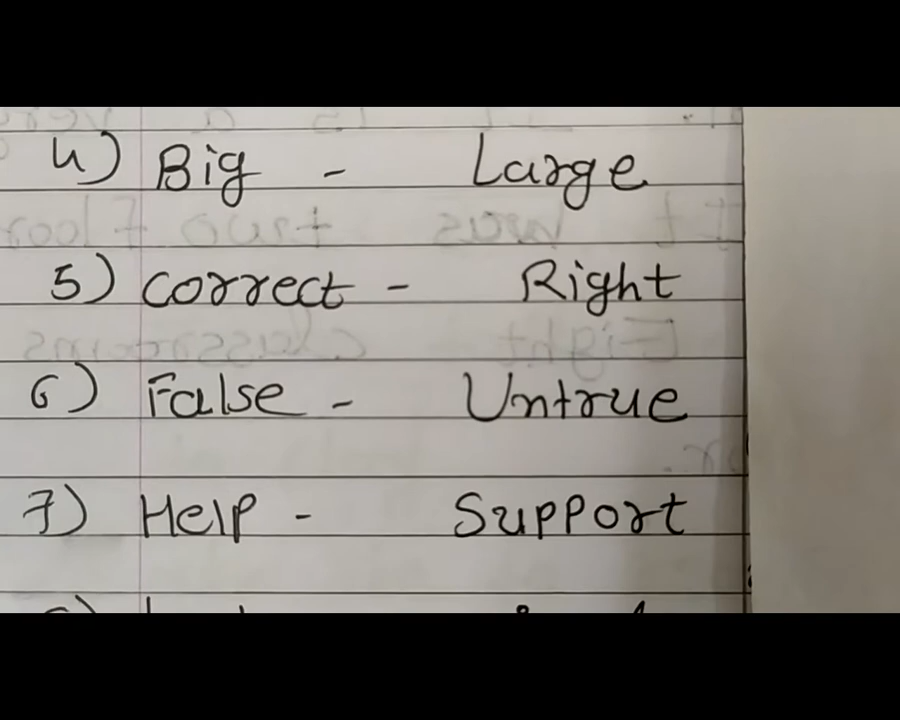 4) Big - Large
5) Correct - Right
6) False - Untrue
7) Help - Support